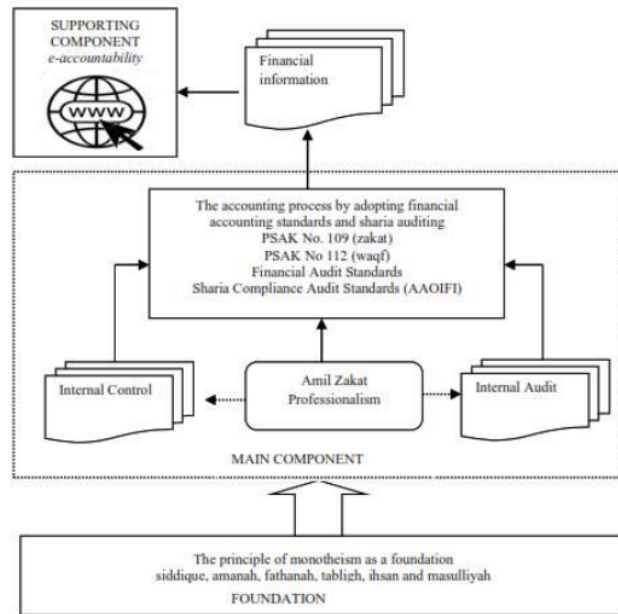 SUPPORTING
COMPONENT
e-accountability
WWW
Financial
information
The accounting process by adopting financial
accounting standards and sharia auditing
PSAK No. 109 (zakat)
PSAK No 112 (waqf)
Financial Audit Standards
Sharia Compliance Audit Standards (AAOIFI)
Internal Control
Amil Zakat
Professionalism
Internal Audit
MAIN COMPONENT
The principle of monotheism as a foundation
siddique, amanah, fathanah, tabligh, ihsan and masulliyah
FOUNDATION